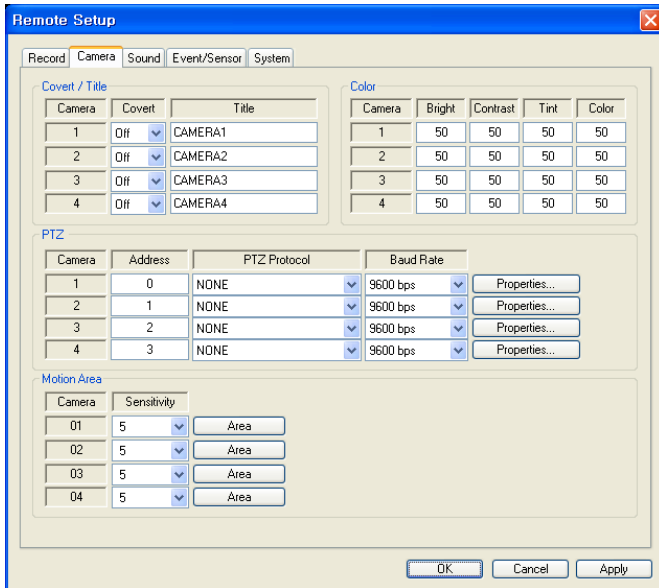 Remote Setup
Record Camera Sound Event/Sensor System
Covert / Title
Camera Covert Title
1 Off CAMERA1
2 Off CAMERA2
3 Off CAMERA3
4 Off CAMERA4
Color
Camera Bright Contrast Tint Color
1 50 50 50 50
2 50 50 50 50
3 50 50 50 50
4 50 50 50 50
PTZ
Camera Address PTZ Protocol Baud Rate
1 0 NONE 9600 bps Properties...
2 1 NONE 9600 bps Properties...
3 2 NONE 9600 bps Properties...
4 3 NONE 9600 bps Properties...
Motion Area
Camera Sensitivity
01 5 Area
02 5 Area
03 5 Area
04 5 Area
OK Cancel Apply